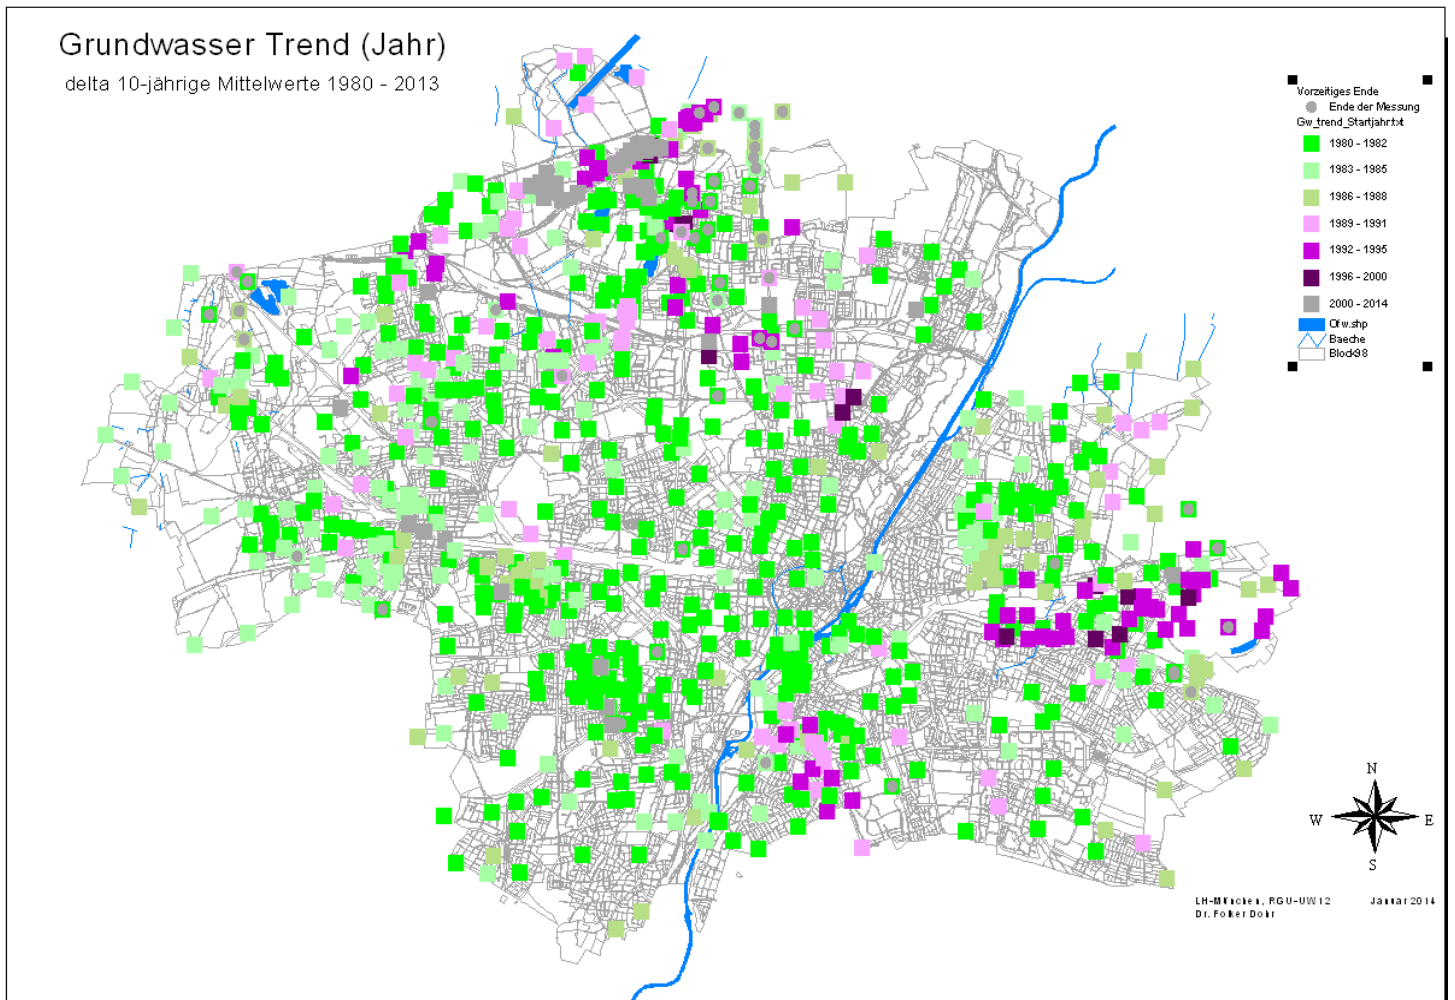 Grundwasser Trend (Jahr)
delta 10-jährige Mittelwerte 1980 - 2013
Vorzeitiges Ende
Ende der Messung
Gw_trend_Startjahr.txt
1980 - 1982
1983 - 1985
1986 - 1988
1989 - 1991
1992 - 1995
1996 - 2000
2000 - 2014
Ofw.shp
Baeche
Block98
N
W E
S
LH-München, RGU-UW12 Januar 2014
Dr. Folker Dohr